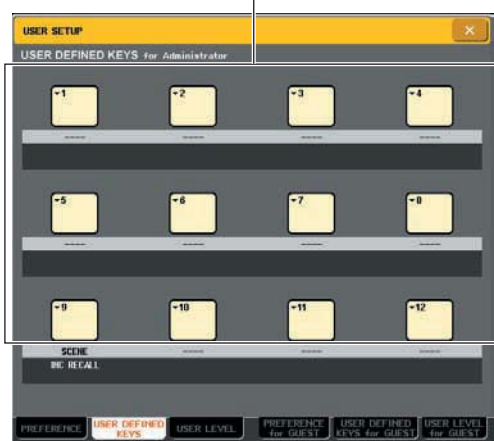 USER SETUP
×
USER DEFINED KEYS for Administrator
1 2 3 4
---- ---- ---- ----
5 6 7 8
---- ---- ---- ----
9 10 11 12
SCENE ---- ---- ----
INC RECALL
PREFERENCE USER DEFINED KEYS USER LEVEL PREFERENCE for GUEST USER DEFINED KEYS for GUEST USER LEVEL for GUEST